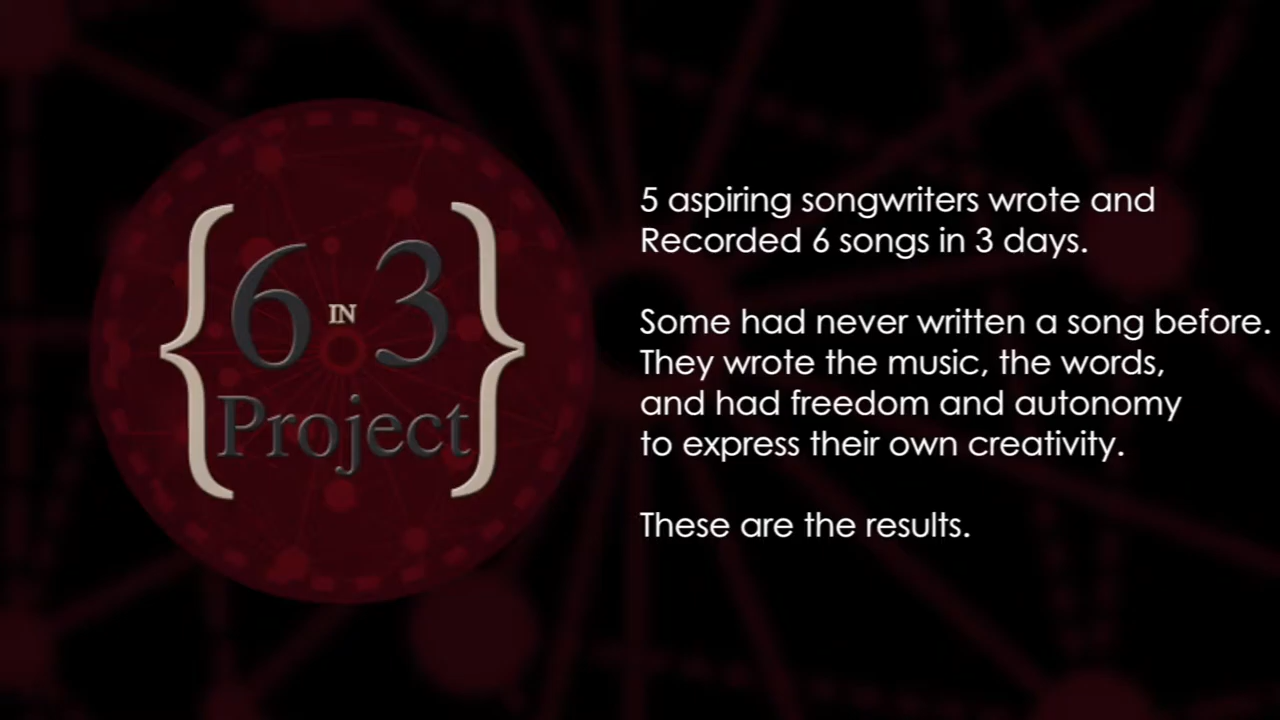 {6 IN 3}
Project
5 aspiring songwriters wrote and
Recorded 6 songs in 3 days.
Some had never written a song before.
They wrote the music, the words,
and had freedom and autonomy
to express their own creativity.
These are the results.